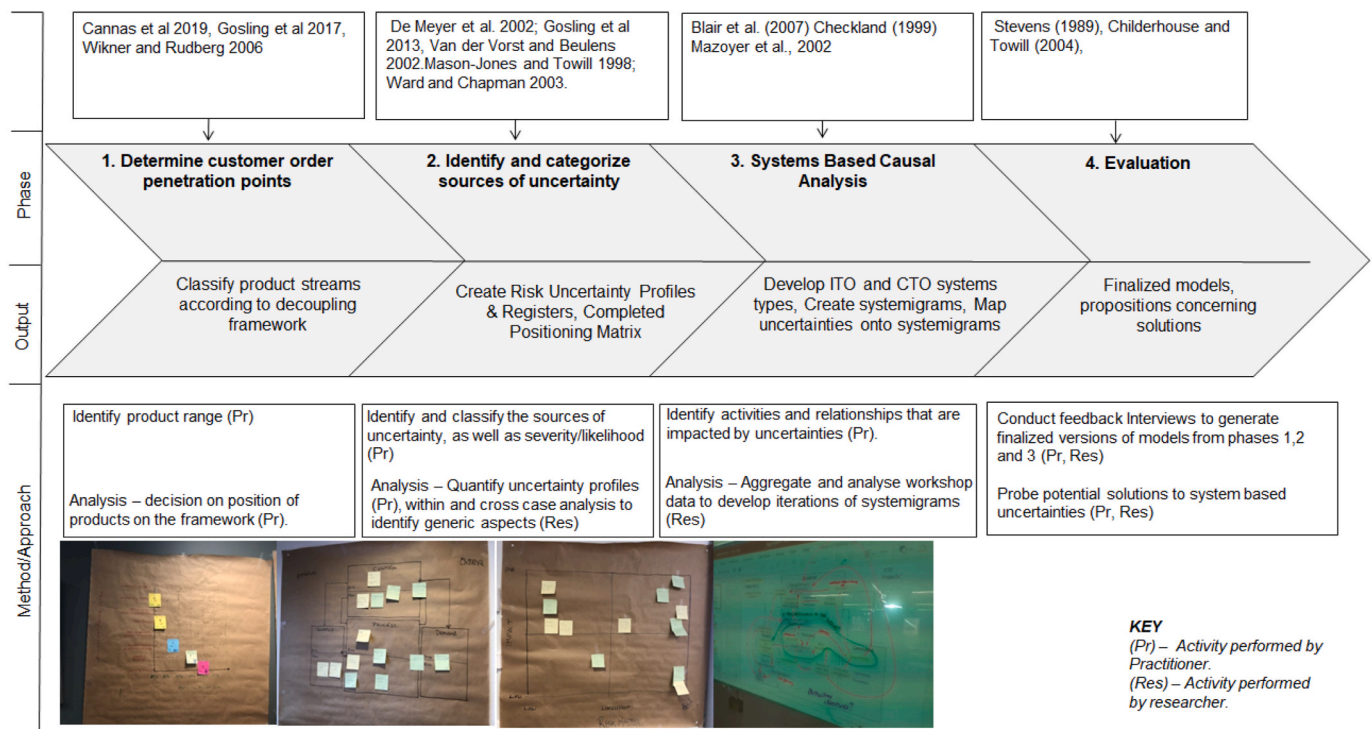 Cannas et al 2019, Gosling et al 2017,
Wikner and Rudberg 2006
De Meyer et al. 2002; Gosling et al
2013, Van der Vorst and Beulens
2002.Mason-Jones and Towill 1998;
Ward and Chapman 2003.
Blair et al. (2007) Checkland (1999)
Mazoyer et al., 2002
Stevens (1989), Childerhouse and
Towill (2004),
Phase
1. Determine customer order
penetration points
2. Identify and categorize
sources of uncertainty
3. Systems Based Causal
Analysis
4. Evaluation
Output
Classify product streams
according to decoupling
framework
Create Risk Uncertainty Profiles
& Registers, Completed
Positioning Matrix
Develop ITO and CTO systems
types, Create systemigrams, Map
uncertainties onto systemigrams
Finalized models,
propositions concerning
solutions
Method/Approach
Identify product range (Pr)
Analysis – decision on position of
products on the framework (Pr).
Identify and classify the sources of
uncertainty, as well as severity/likelihood
(Pr)
Analysis – Quantify uncertainty profiles
(Pr), within and cross case analysis to
identify generic aspects (Res)
Identify activities and relationships that are
impacted by uncertainties (Pr).
Analysis – Aggregate and analyse workshop
data to develop iterations of systemigrams
(Res)
Conduct feedback Interviews to generate
finalized versions of models from phases 1,2
and 3 (Pr, Res)
Probe potential solutions to system based
uncertainties (Pr, Res)
Control
Process
Demand
KEY
(Pr) – Activity performed by
Practitioner.
(Res) – Activity performed
by researcher.